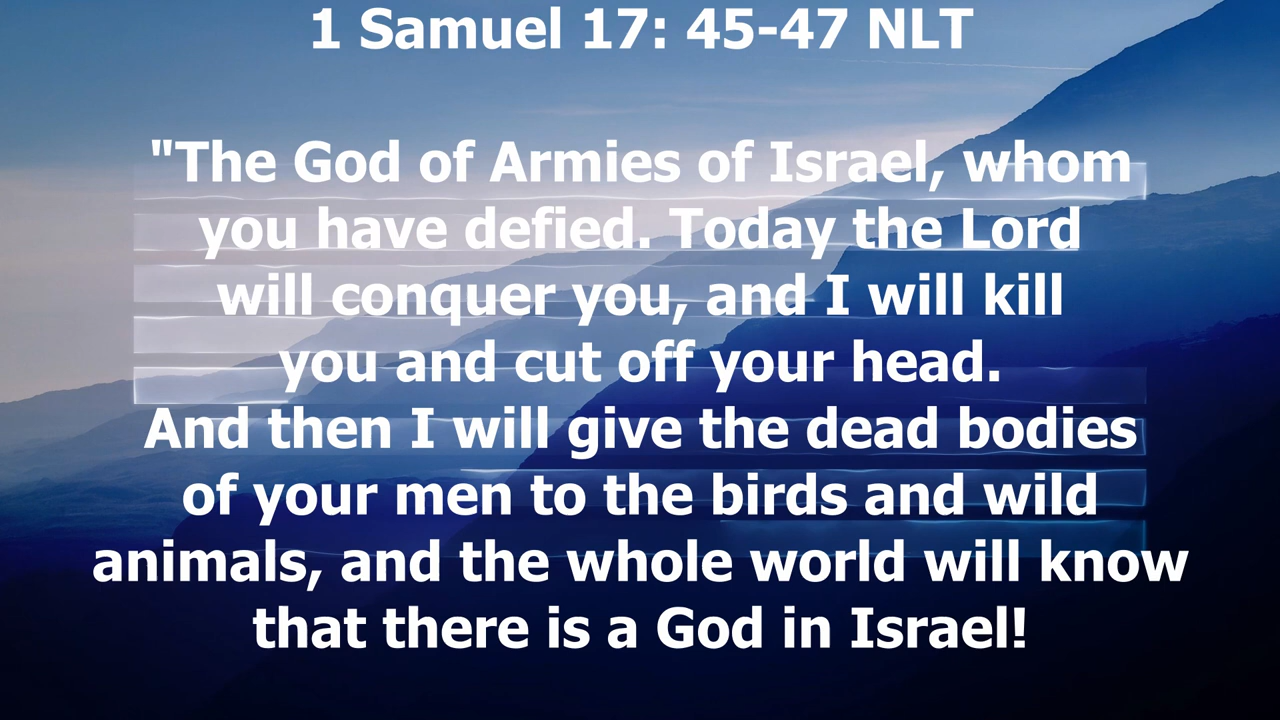 1 Samuel 17: 45-47 NLT
"The God of Armies of Israel, whom
you have defied. Today the Lord
will conquer you, and I will kill
you and cut off your head.
And then I will give the dead bodies
of your men to the birds and wild
animals, and the whole world will know
that there is a God in Israel!